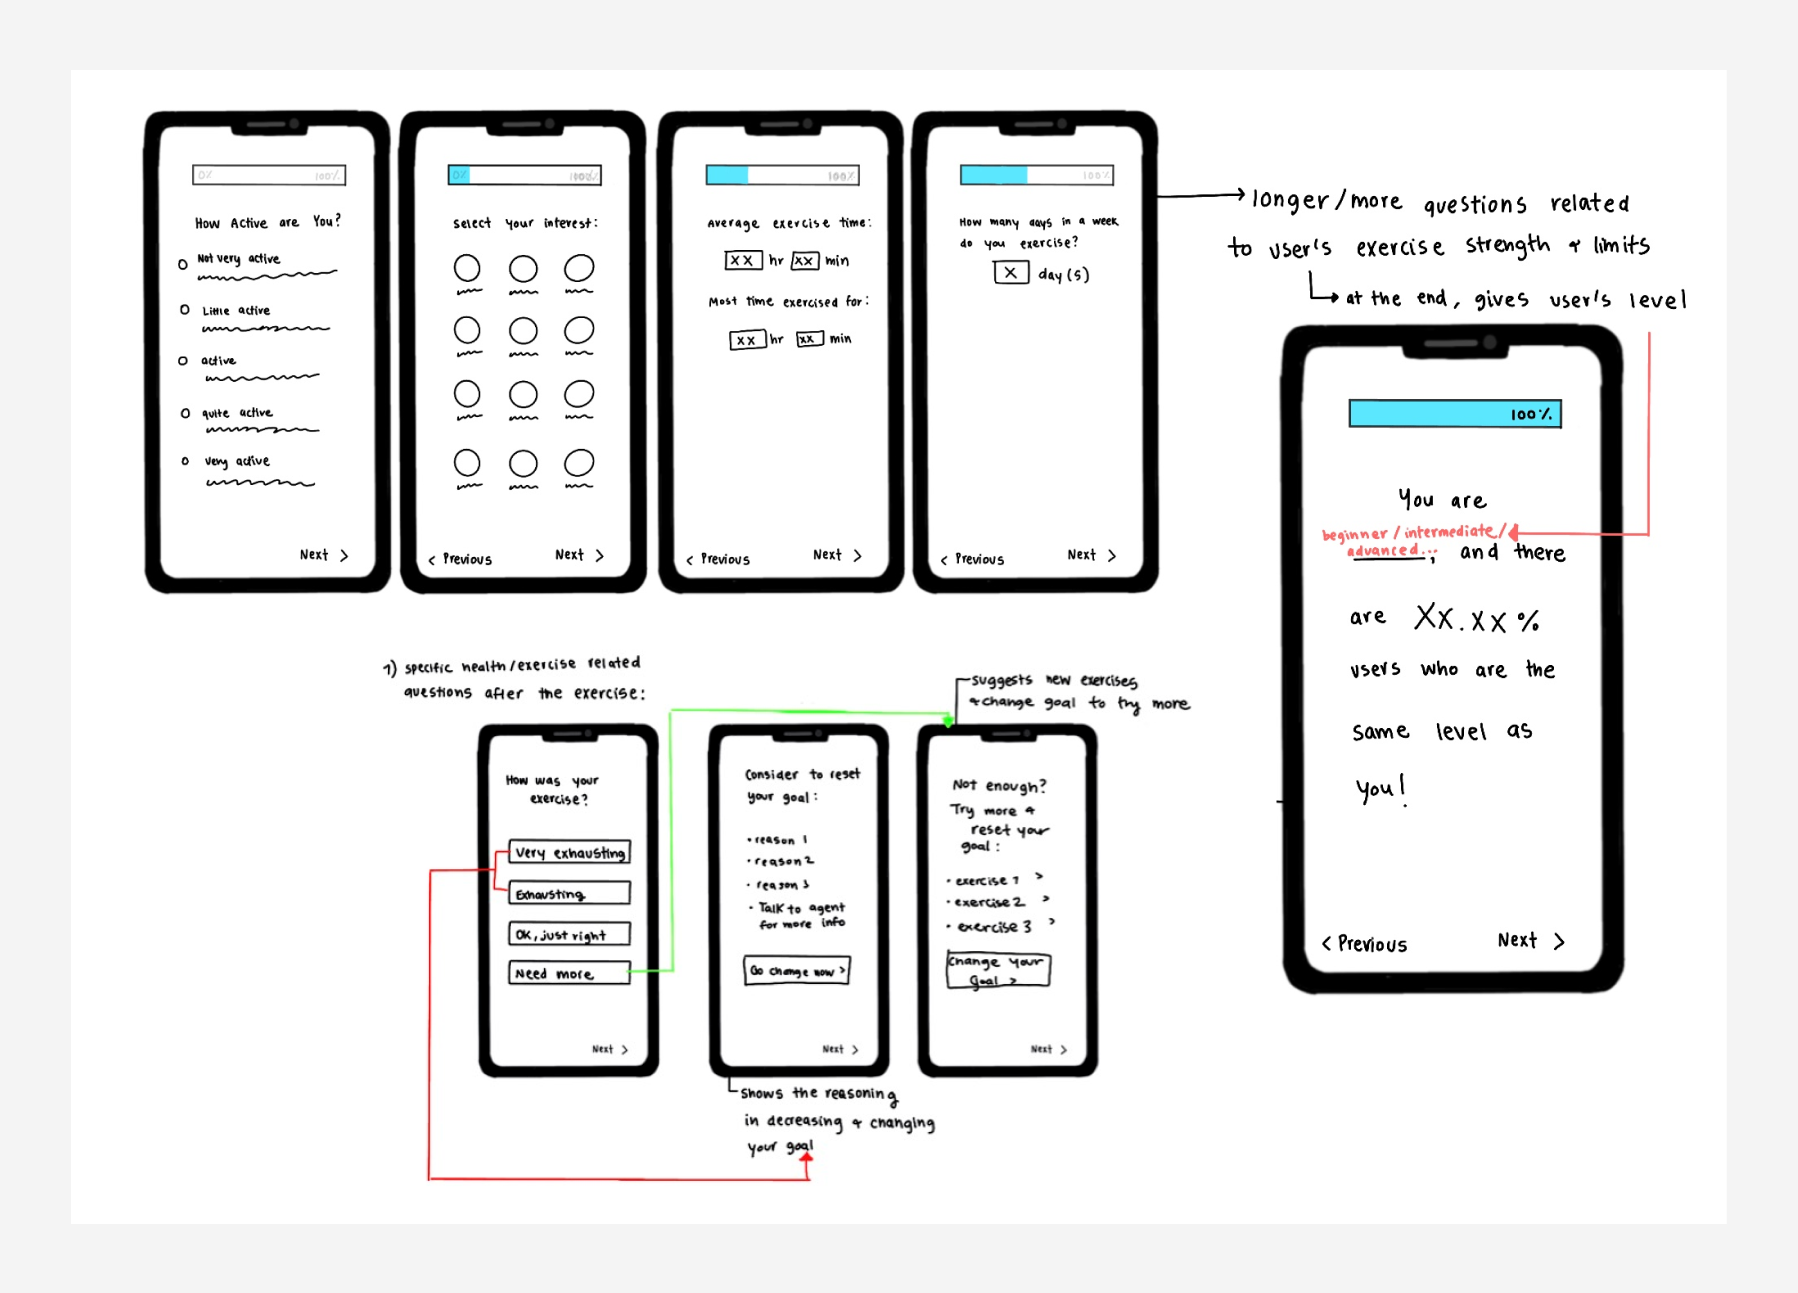 0% 100%
How Active are You?
Not very active
Little active
active
quite active
very active
Next >
0% 100%
select your interest:
< Previous Next >
100%
Average exercise time:
XX hr XX min
Most time exercised for:
XX hr XX min
< Previous Next >
100%
How many days in a week
do you exercise?
X day(s)
< Previous Next >
longer/more questions related
to user's exercise strength & limits
at the end, gives user's level
100%
You are
beginner/intermediate/
advanced...
, and there
are XX.XX%
users who are the
same level as
you!
< Previous Next >
1) specific health/exercise related
questions after the exercise:
How was your
exercise?
Very exhausting
Exhausting
OK, just right
Need more
Next >
Consider to reset
your goal:
• reason 1
• reason 2
• reason 3
• Talk to agent
for more info
Go change now >
Next >
Shows the reasoning
in decreasing & changing
your goal
suggests new exercises
& change goal to try more
Not enough?
Try more &
reset your
goal:
• exercise 1 >
• exercise 2 >
• exercise 3 >
Change your
Goal >
Next >